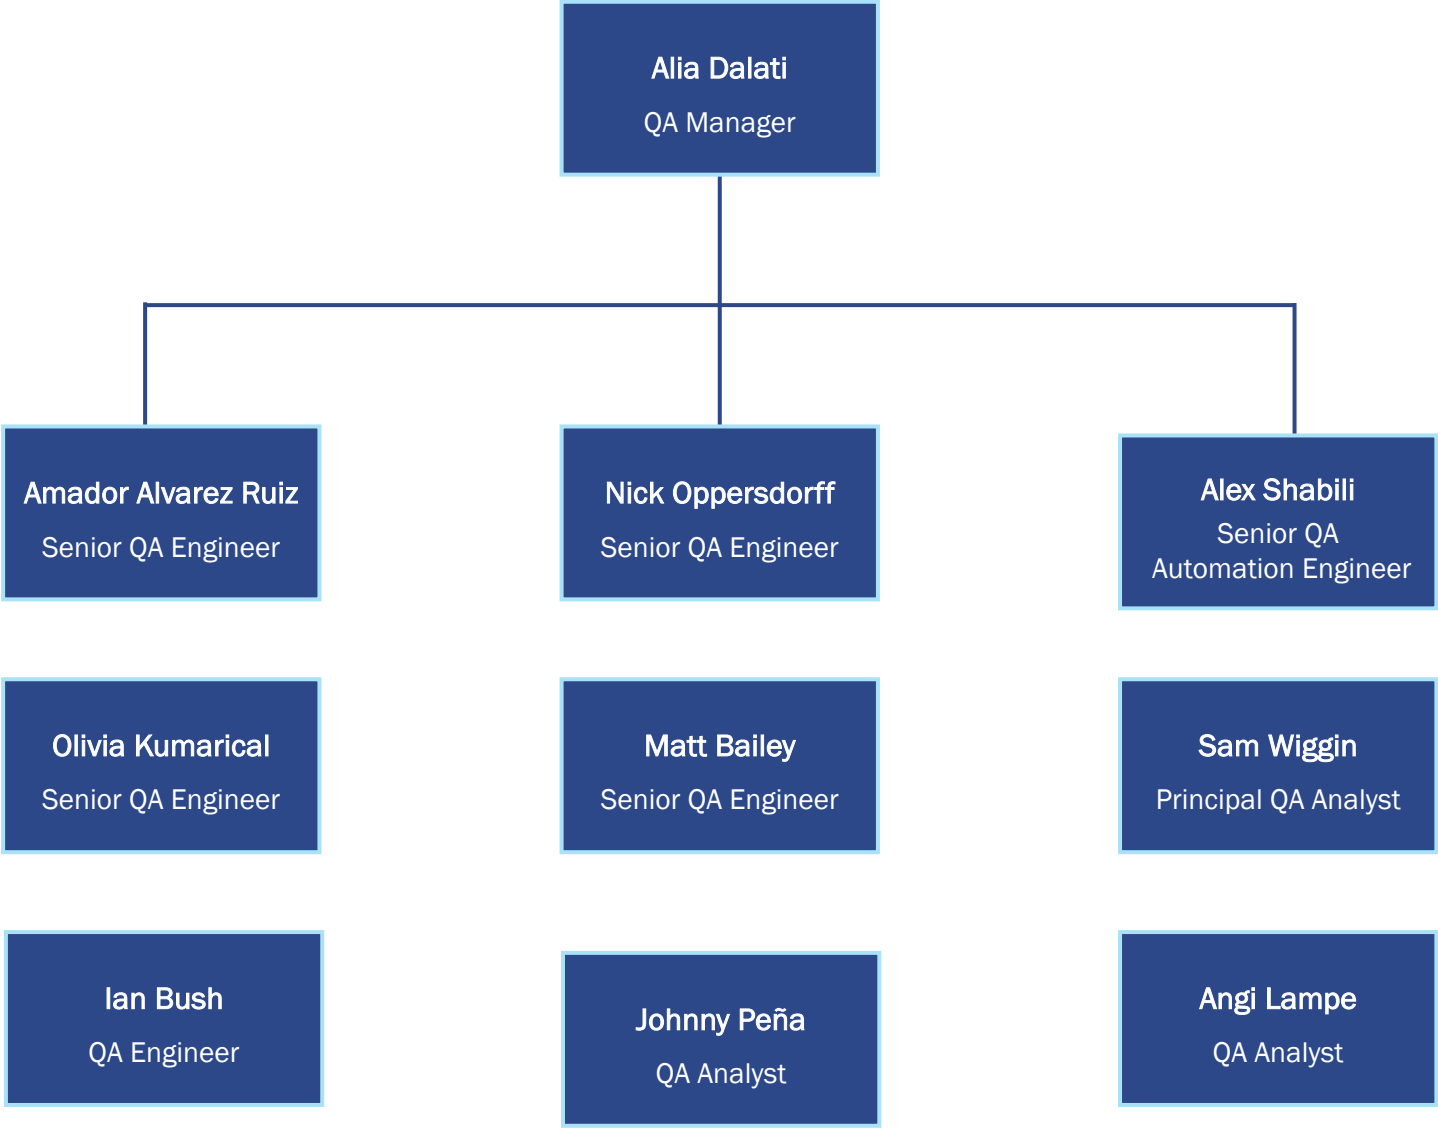 Alia Dalati
QA Manager
Amador Alvarez Ruiz
Senior QA Engineer
Nick Oppersdorff
Senior QA Engineer
Alex Shabili
Senior QA
Automation Engineer
Olivia Kumarical
Senior QA Engineer
Matt Bailey
Senior QA Engineer
Sam Wiggin
Principal QA Analyst
Ian Bush
QA Engineer
Johnny Peña
QA Analyst
Angi Lampe
QA Analyst